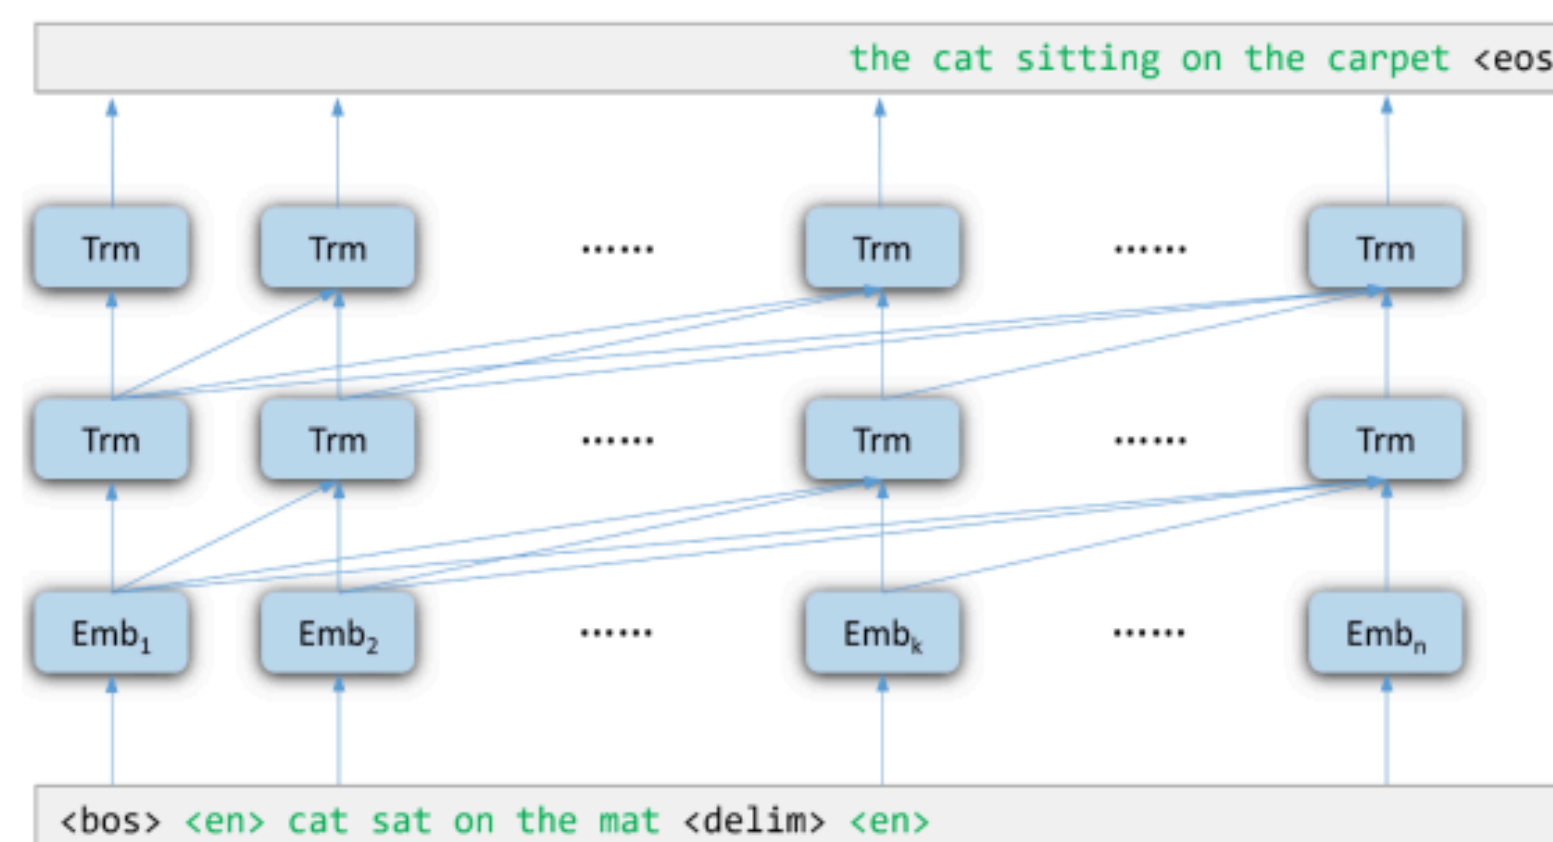 the cat sitting on the carpet <eos
Trm Trm ...... Trm ...... Trm
Trm Trm ...... Trm ...... Trm
Emb1 Emb2 ...... Embk ...... Embn
<bos> <en> cat sat on the mat <delim> <en>